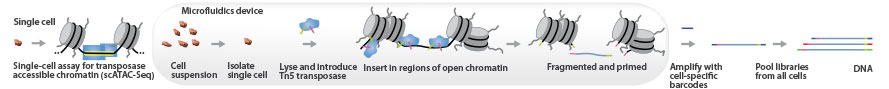 Microfluidics device
Single cell
Single-cell assay for transposase
accessible chromatin (scATAC-Seq)
Cell
suspension
Isolate
single cell
Lyse and introduce
Tn5 transposase
Insert in regions of open chromatin
Fragmented and primed
Amplify with
cell-specific
barcodes
Pool libraries
from all cells
DNA